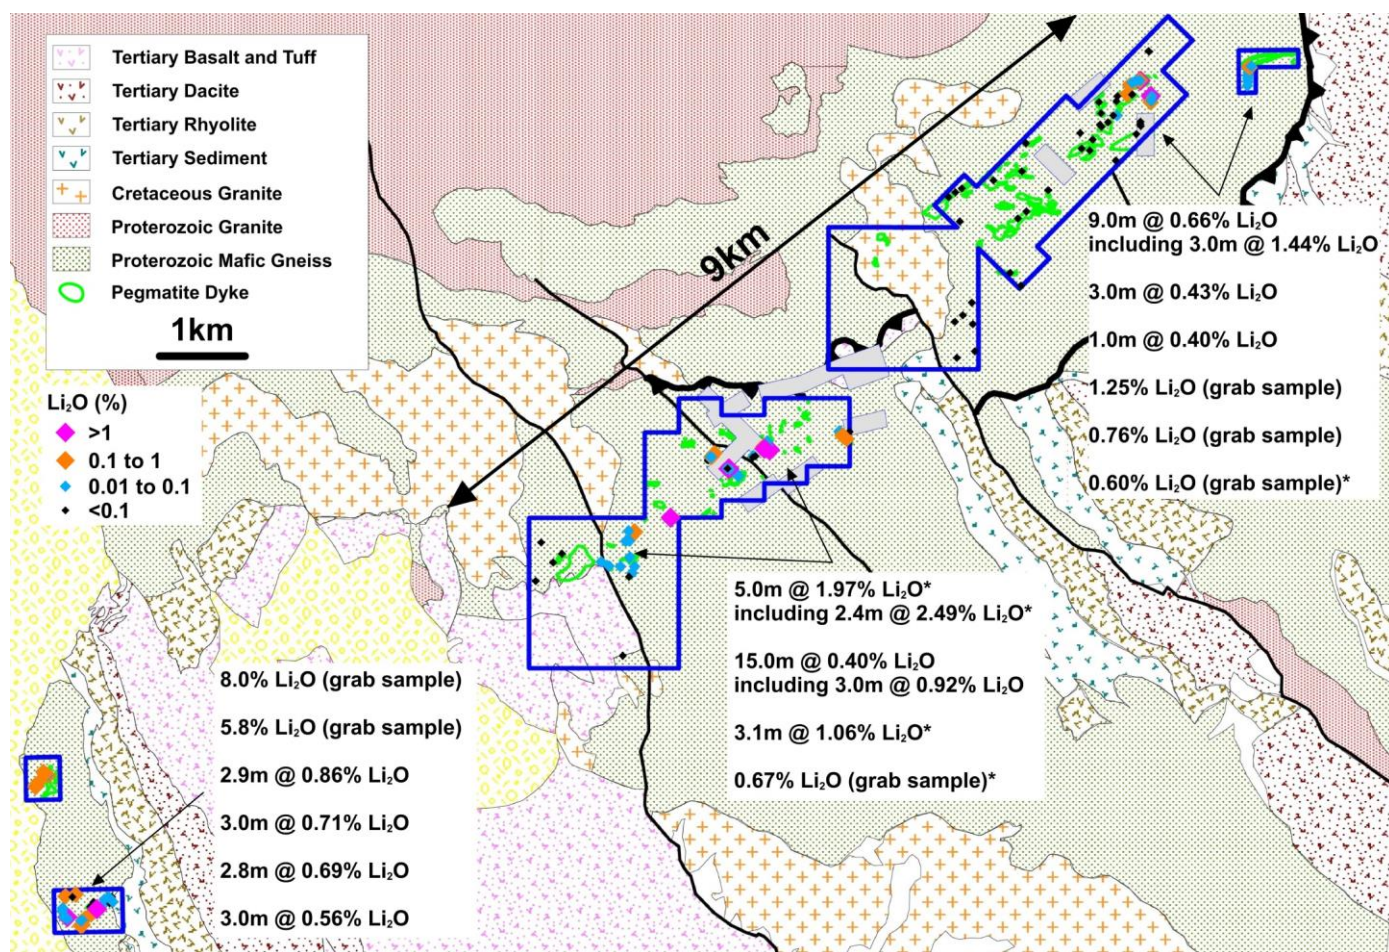 Tertiary Basalt and Tuff
Tertiary Dacite
Tertiary Rhyolite
Tertiary Sediment
Cretaceous Granite
Proterozoic Granite
Proterozoic Mafic Gneiss
Pegmatite Dyke
1km
Li₂O (%)
>1
0.1 to 1
0.01 to 0.1
<0.1
9km
9.0m @ 0.66% Li₂O
including 3.0m @ 1.44% Li₂O
3.0m @ 0.43% Li₂O
1.0m @ 0.40% Li₂O
1.25% Li₂O (grab sample)
0.76% Li₂O (grab sample)
0.60% Li₂O (grab sample)*
5.0m @ 1.97% Li₂O*
including 2.4m @ 2.49% Li₂O*
15.0m @ 0.40% Li₂O
including 3.0m @ 0.92% Li₂O
3.1m @ 1.06% Li₂O*
0.67% Li₂O (grab sample)*
8.0% Li₂O (grab sample)
5.8% Li₂O (grab sample)
2.9m @ 0.86% Li₂O
3.0m @ 0.71% Li₂O
2.8m @ 0.69% Li₂O
3.0m @ 0.56% Li₂O